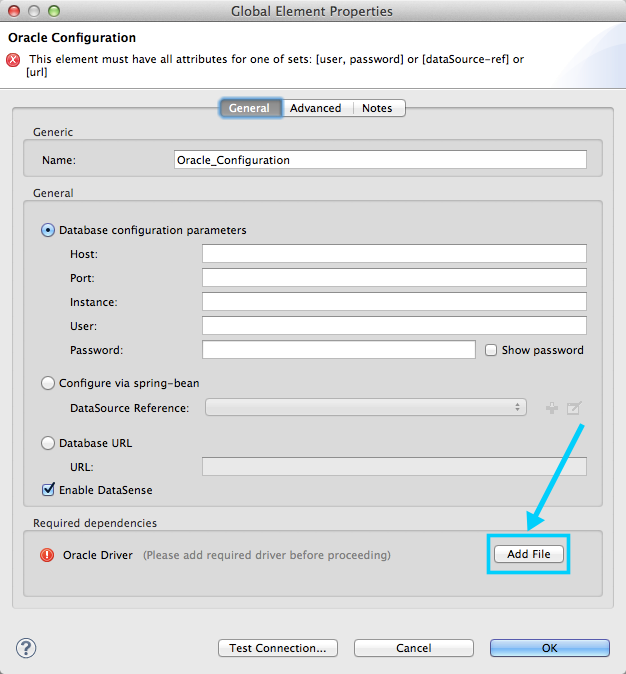 Global Element Properties
Oracle Configuration
This element must have all attributes for one of sets: [user, password] or [dataSource-ref] or
[url]
General Advanced Notes
Generic
Name: Oracle_Configuration
General
Database configuration parameters
Host:
Port:
Instance:
User:
Password: Show password
Configure via spring-bean
DataSource Reference:
Database URL
URL:
Enable DataSense
Required dependencies
Oracle Driver (Please add required driver before proceeding) Add File
? Test Connection... Cancel OK